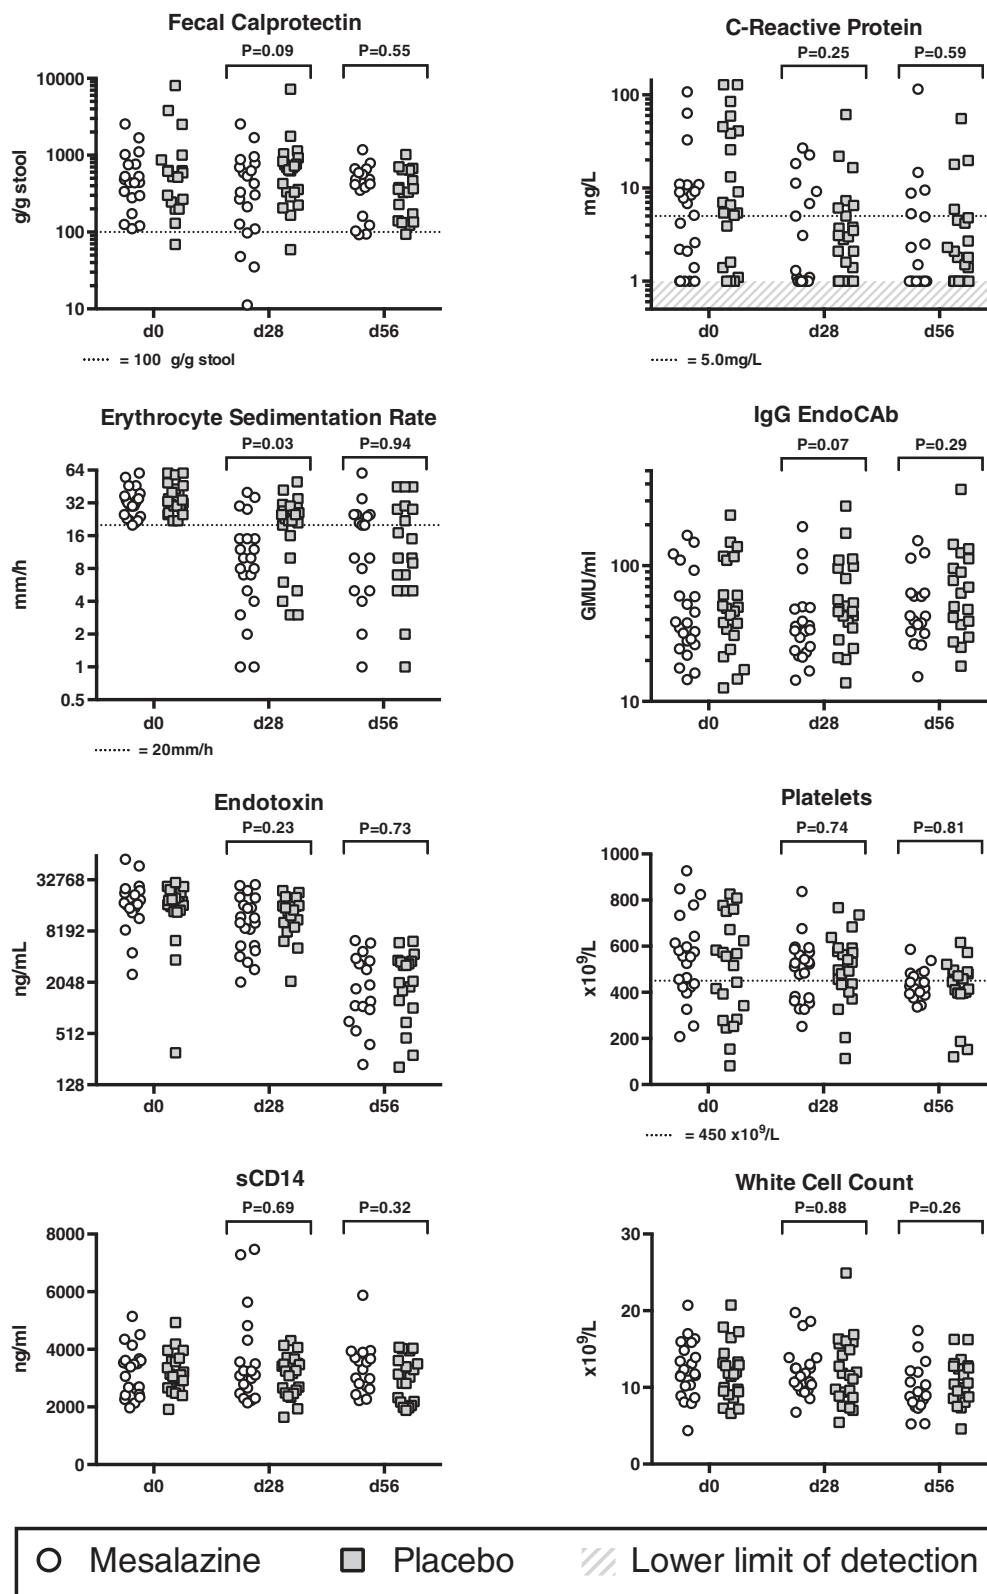 Fecal Calprotectin
P=0.09
P=0.55
10000
1000
100
10
g/g stool
d0
d28
d56
= 100 g/g stool
C-Reactive Protein
P=0.25
P=0.59
100
10
1
mg/L
d0
d28
d56
= 5.0mg/L
Erythrocyte Sedimentation Rate
P=0.03
P=0.94
64
32
16
8
4
2
1
0.5
mm/h
d0
d28
d56
= 20mm/h
IgG EndoCAb
P=0.07
P=0.29
100
10
GMU/ml
d0
d28
d56
Endotoxin
P=0.23
P=0.73
32768
8192
2048
512
128
ng/mL
d0
d28
d56
Platelets
P=0.74
P=0.81
1000
800
600
400
200
0
x10⁹/L
d0
d28
d56
= 450 x10⁹/L
sCD14
P=0.69
P=0.32
8000
6000
4000
2000
0
ng/ml
d0
d28
d56
White Cell Count
P=0.88
P=0.26
30
20
10
0
x10⁹/L
d0
d28
d56
Mesalazine Placebo Lower limit of detection